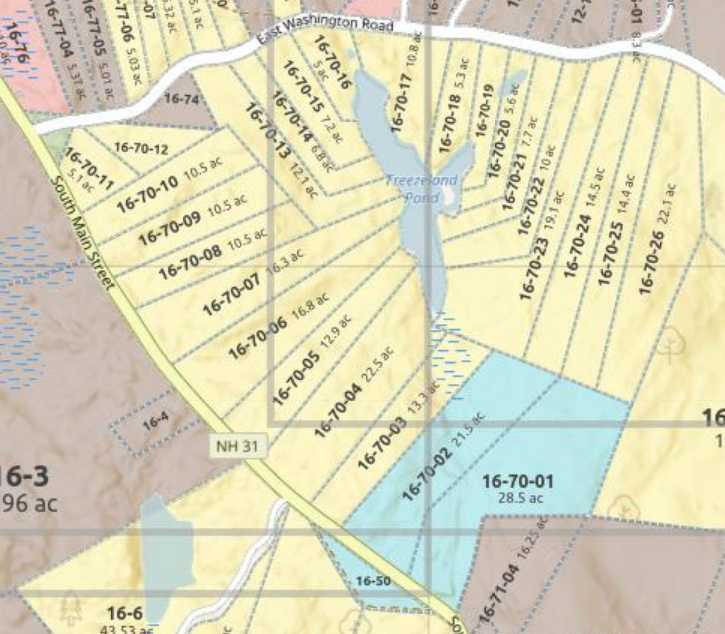 16-76
16-77-04 5.37 ac
16-77-05 5.01 ac
16-77-06 5.03 ac
East Washington Road
16-74
16-70-16
5 ac
16-70-15 7.2 ac
16-70-14 6.8 ac
16-70-13 12.1 ac
16-70-17 10.8 ac
16-70-18 5.3 ac
16-70-19
16-70-20 5.6 ac
16-70-21 7.7 ac
16-70-22 10 ac
16-70-23 19.1 ac
16-70-24 14.5 ac
16-70-25 14.4 ac
16-70-26 22.1 ac
16-70-12
16-70-11
5.1 ac
16-70-10 10.5 ac
16-70-09 10.5 ac
16-70-08 10.5 ac
16-70-07 16.3 ac
16-70-06 16.8 ac
16-70-05 12.9 ac
16-70-04 22.5 ac
16-70-03 13.3 ac
16-70-02 21.5 ac
16-70-01
28.5 ac
Freezeland
Pond
South Main Street
16-4
NH 31
16-3
96 ac
16-50
16-71-04 16.25 ac
16-6
43.53 ac